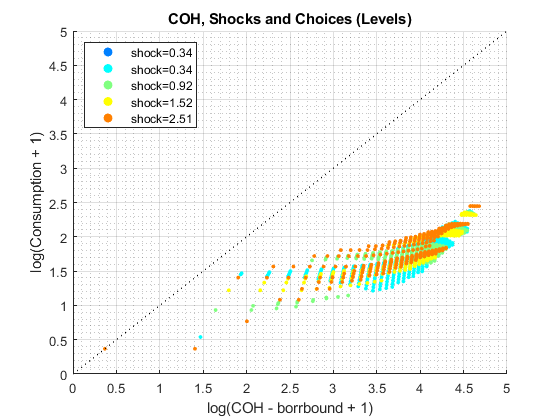 COH, Shocks and Choices (Levels)
5
4.5
4
3.5
3
2.5
2
1.5
1
0.5
0
log(Consumption + 1)
shock=0.34
shock=0.34
shock=0.92
shock=1.52
shock=2.51
0 0.5 1 1.5 2 2.5 3 3.5 4 4.5 5
log(COH - borrbound + 1)